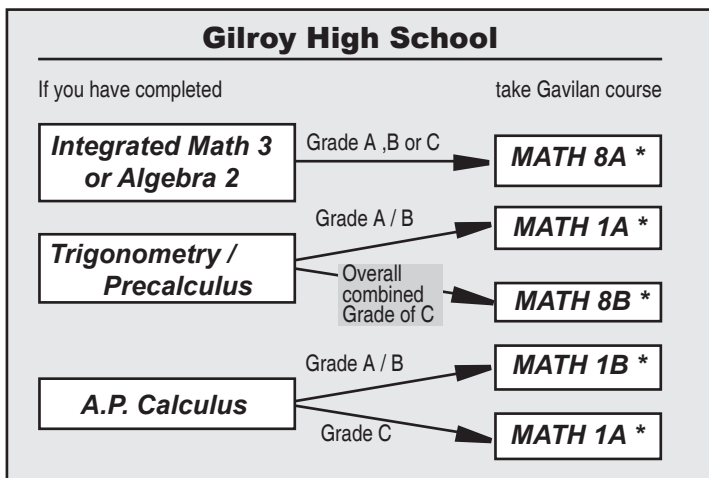 Gilroy High School
If you have completed
take Gavilan course
Integrated Math 3
or Algebra 2
Grade A ,B or C
MATH 8A *
Trigonometry /
Precalculus
Grade A / B
MATH 1A *
Overall
combined
Grade of C
MATH 8B *
A.P. Calculus
Grade A / B
MATH 1B *
Grade C
MATH 1A *